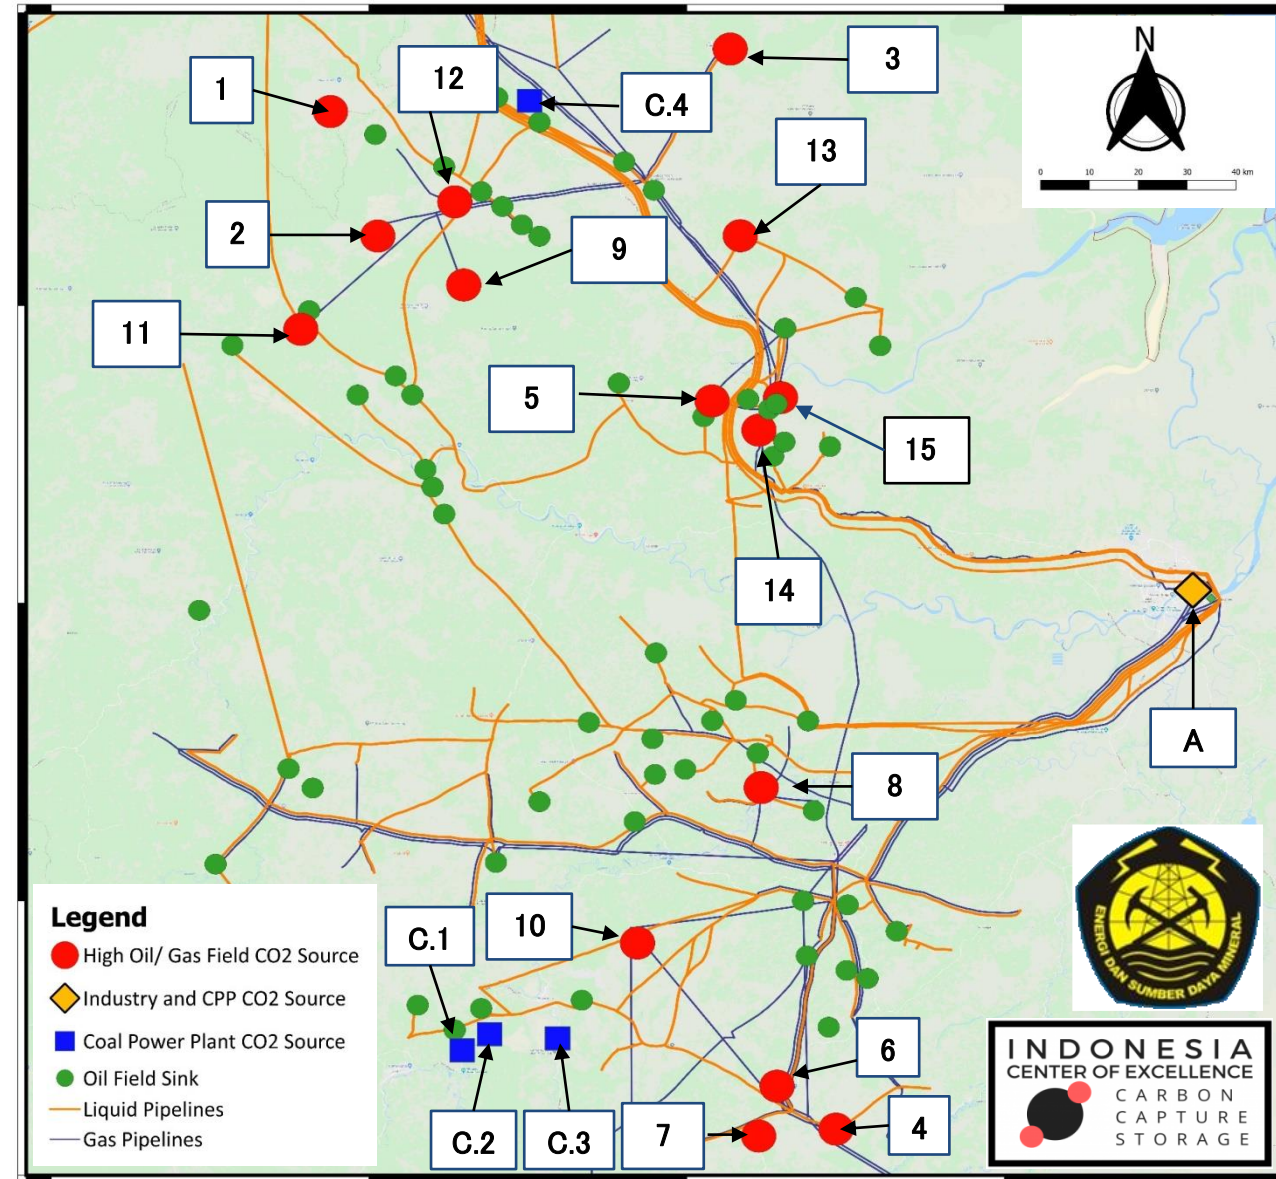 N
0 10 20 30 40 km
1
12
3
C.4
13
2
9
11
5
15
14
A
8
10
C.1
6
C.2
C.3
7
4
Legend
High Oil/ Gas Field CO2 Source
Industry and CPP CO2 Source
Coal Power Plant CO2 Source
Oil Field Sink
Liquid Pipelines
Gas Pipelines
ENERGI DAN SUMBER DAYA MINERAL
INDONESIA
CENTER OF EXCELLENCE
CARBON
CAPTURE
STORAGE